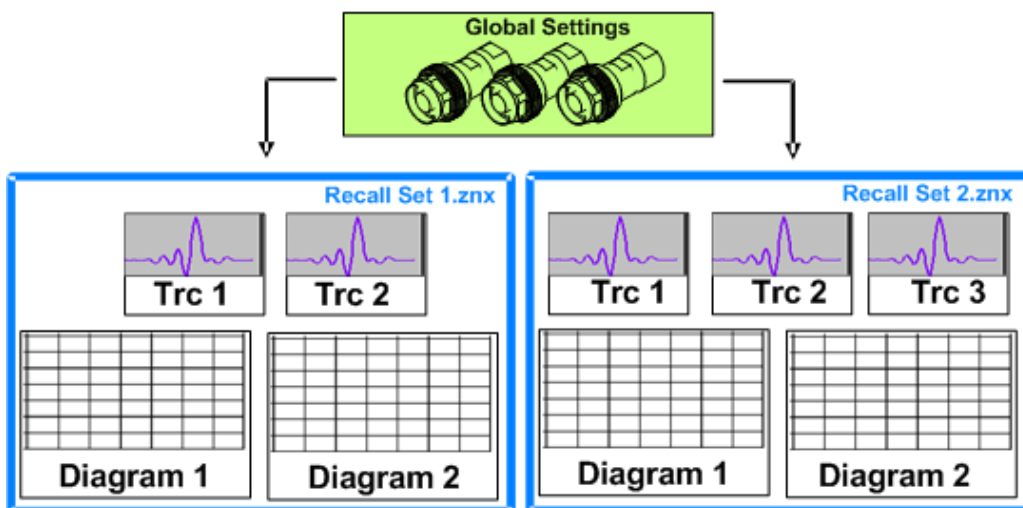 Global Settings
Recall Set 1.znx
Trc 1
Trc 2
Diagram 1
Diagram 2
Recall Set 2.znx
Trc 1
Trc 2
Trc 3
Diagram 1
Diagram 2